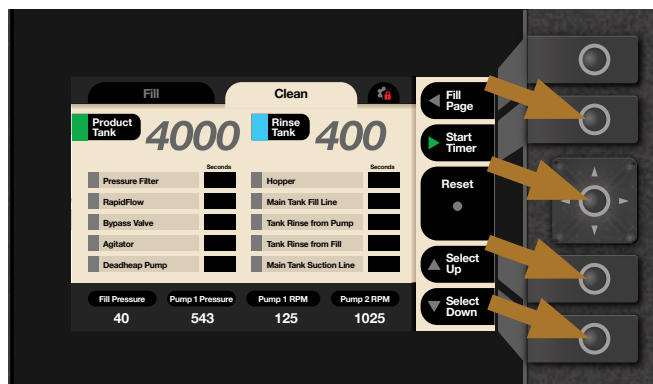 Fill
Clean
Product
Tank
4000
Rinse
Tank
400
Seconds
Seconds
Pressure Filter
Hopper
RapidFlow
Main Tank Fill Line
Bypass Valve
Tank Rinse from Pump
Agitator
Tank Rinse from Fill
Deadheap Pump
Main Tank Suction Line
Fill Pressure
Pump 1 Pressure
Pump 1 RPM
Pump 2 RPM
40
543
125
1025
Fill
Page
Start
Timer
Reset
Select
Up
Select
Down